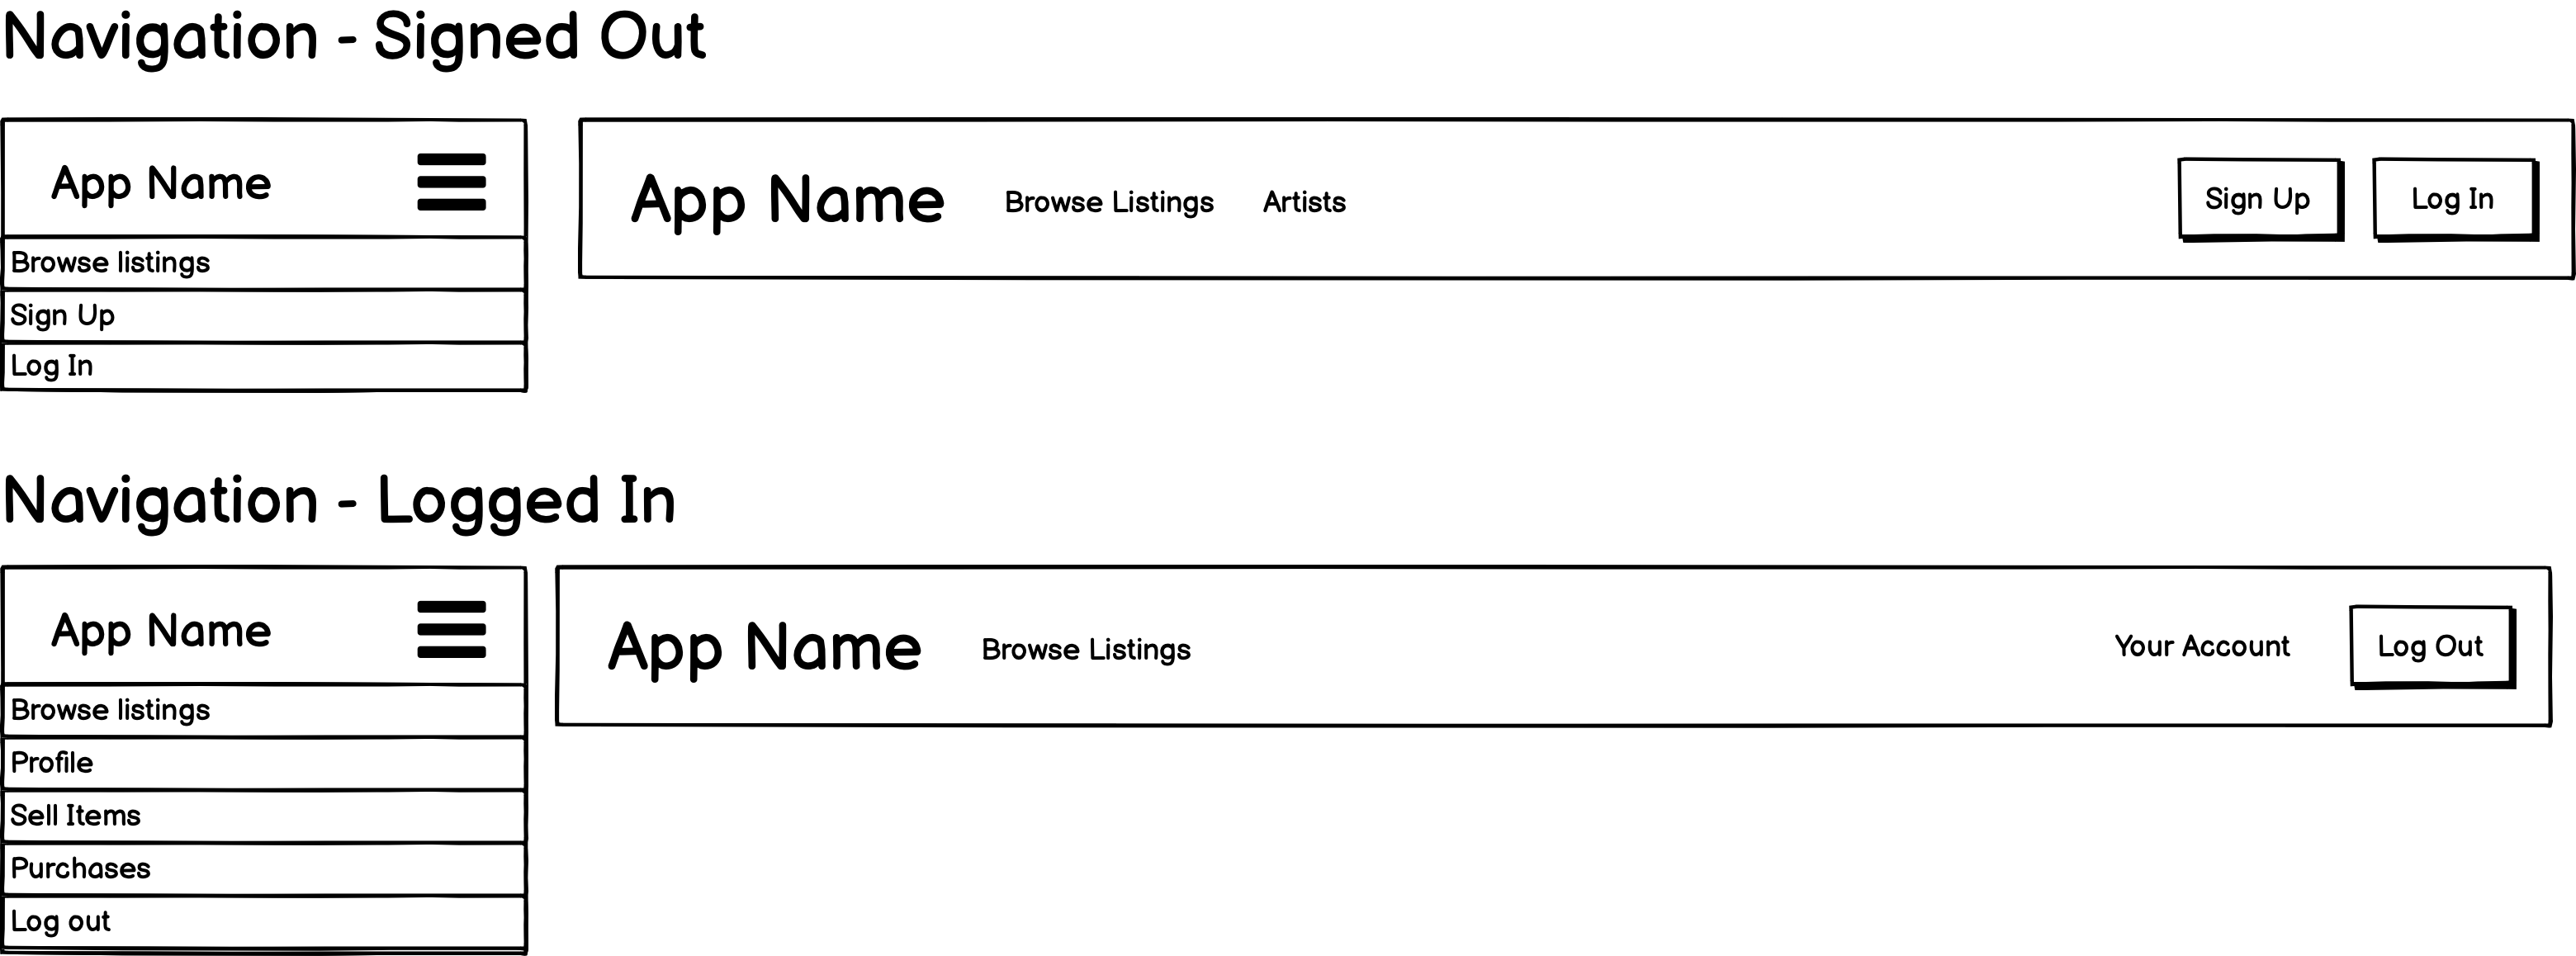 Navigation - Signed Out
App Name
Browse listings
Sign Up
Log In
App Name
Browse Listings
Artists
Sign Up
Log In
Navigation - Logged In
App Name
Browse listings
Profile
Sell Items
Purchases
Log out
App Name
Browse Listings
Your Account
Log Out